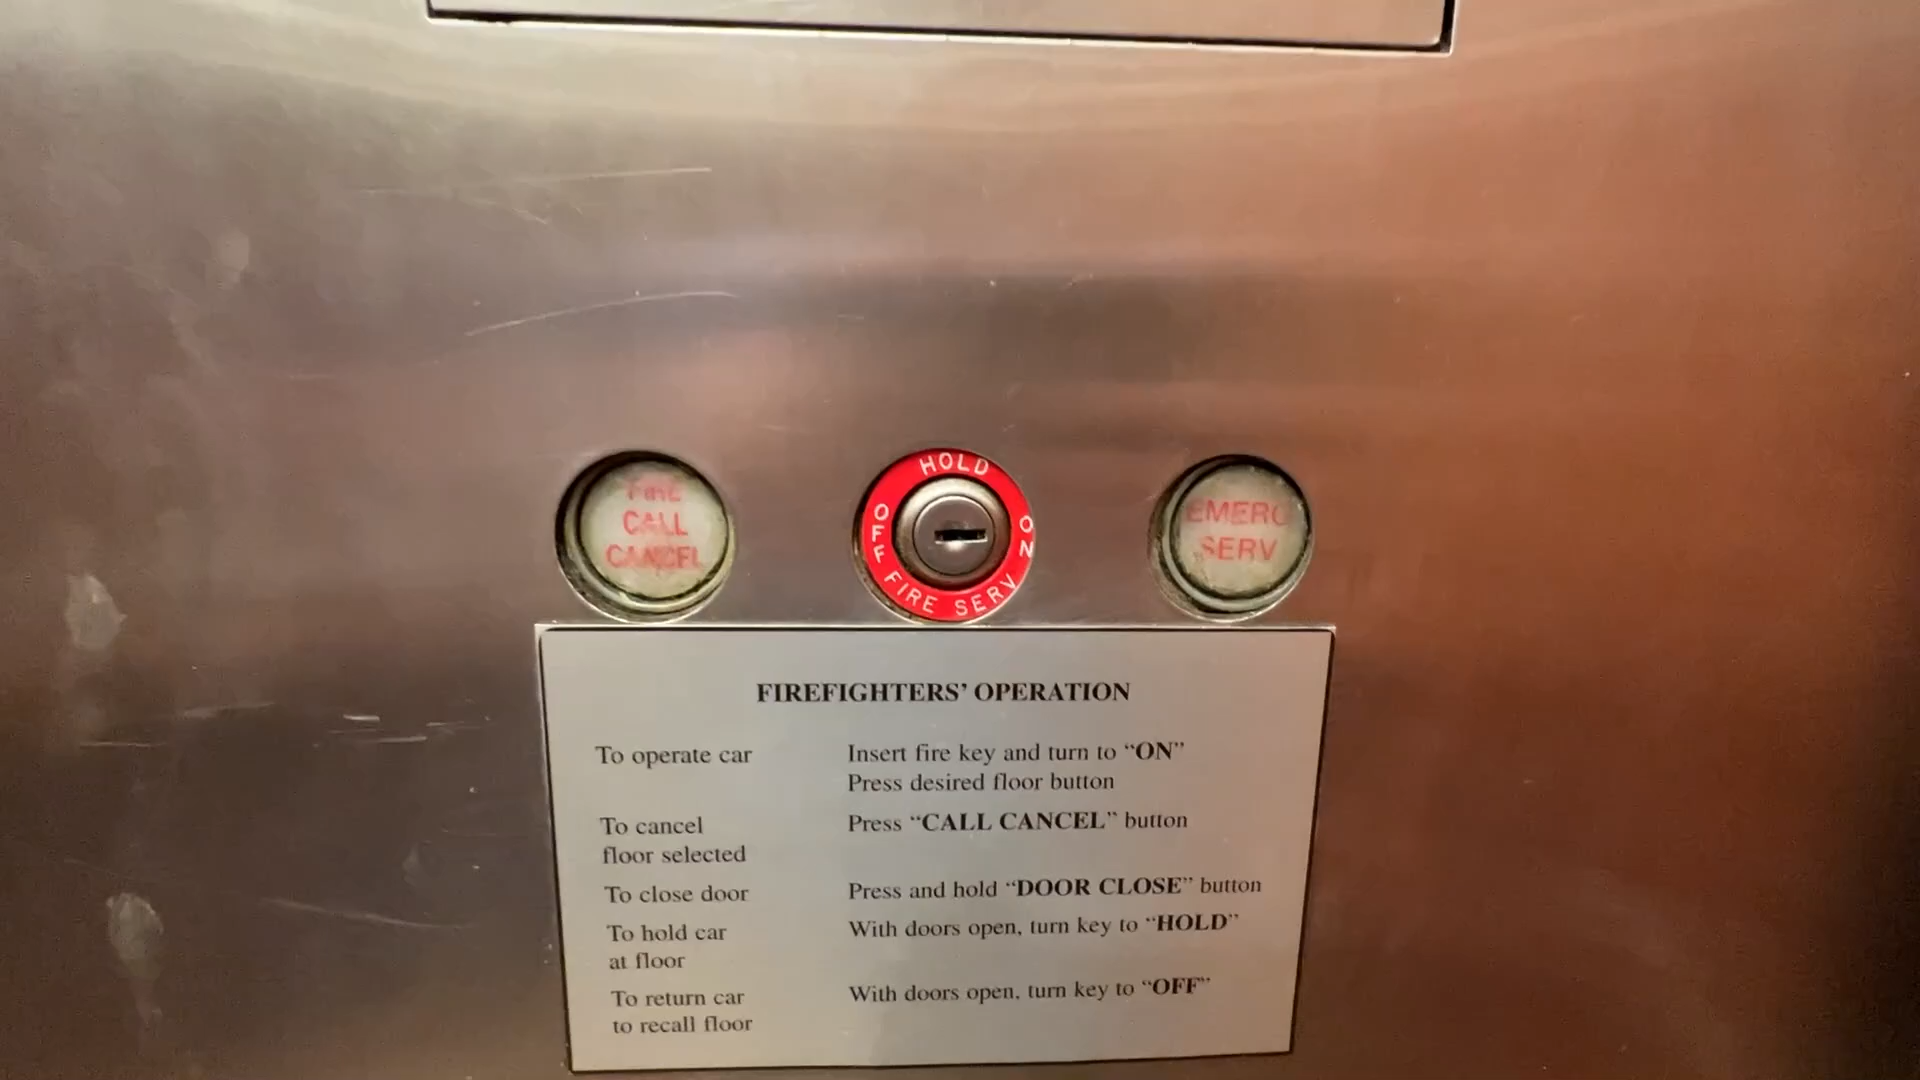 FIRE
CALL
CANCEL
HOLD
OFF
ON
FIRE SERV
EMERG
SERV
FIREFIGHTERS' OPERATION
To operate car Insert fire key and turn to "ON"
Press desired floor button
To cancel Press "CALL CANCEL" button
floor selected
To close door Press and hold "DOOR CLOSE" button
To hold car With doors open, turn key to "HOLD"
at floor
To return car With doors open, turn key to "OFF"
to recall floor